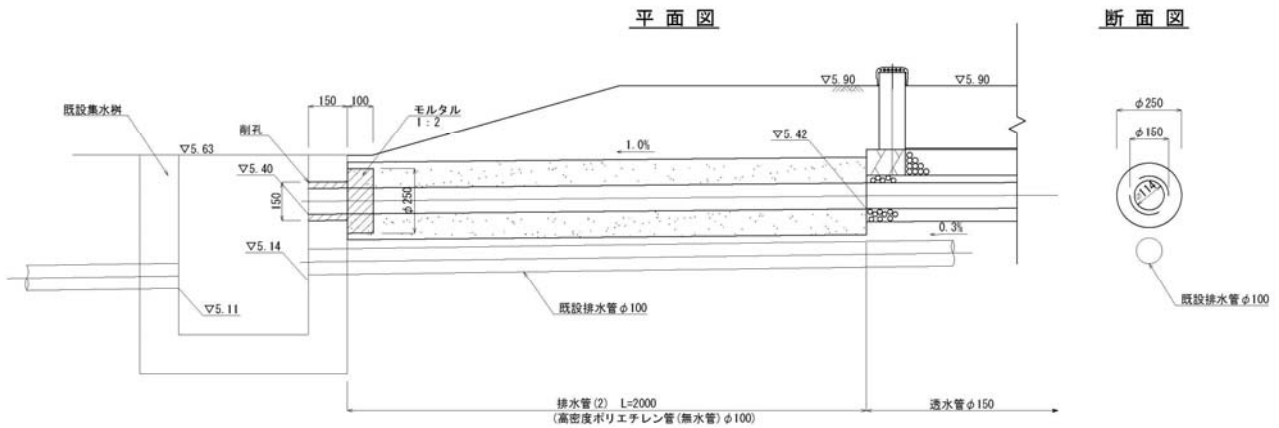 平面図
断面図
▽5.90
▽5.90
150
100
モルタル
1:2
既設集水桝
削孔
▽5.63
▽5.42
1.0%
▽5.40
150
φ250
0.3%
▽5.14
▽5.11
既設排水管φ100
排水管(2) L=2000
(高密度ポリエチレン管(無水管)φ100)
透水管φ150
φ250
φ150
φ114
既設排水管φ100